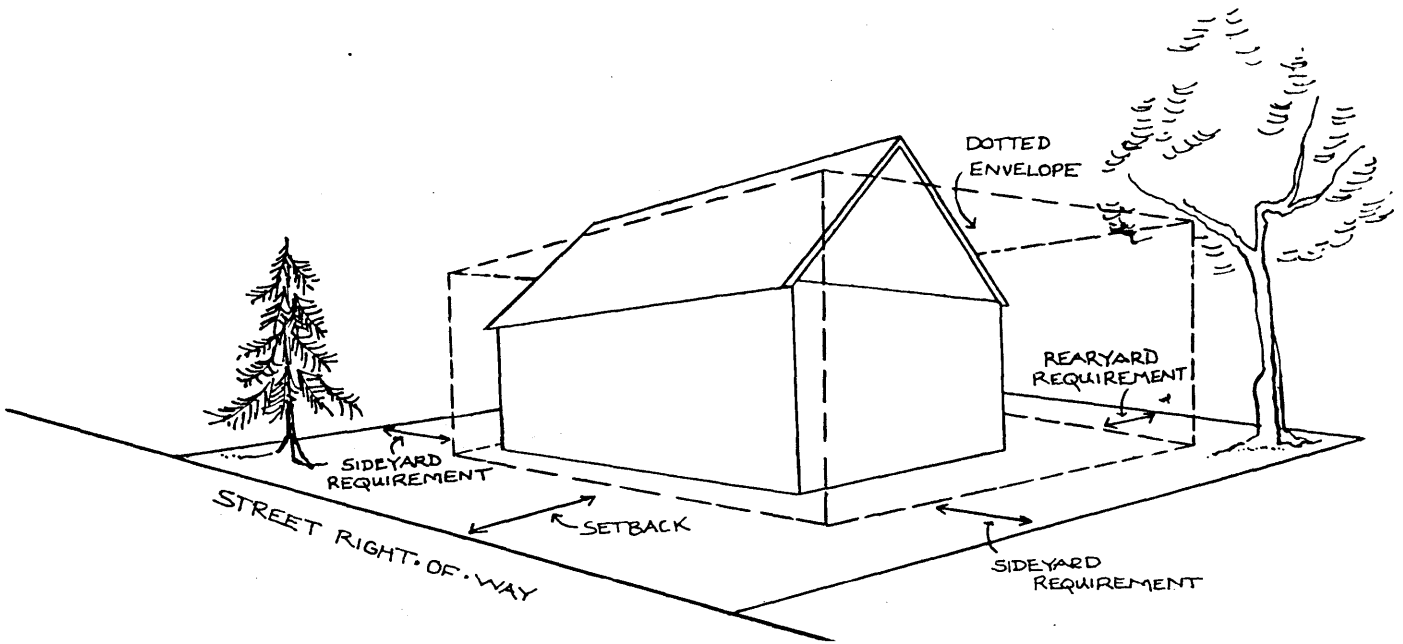 DOTTED
ENVELOPE
REARYARD
REQUIREMENT
SIDEYARD
REQUIREMENT
SETBACK
STREET RIGHT·OF·WAY
SIDEYARD
REQUIREMENT